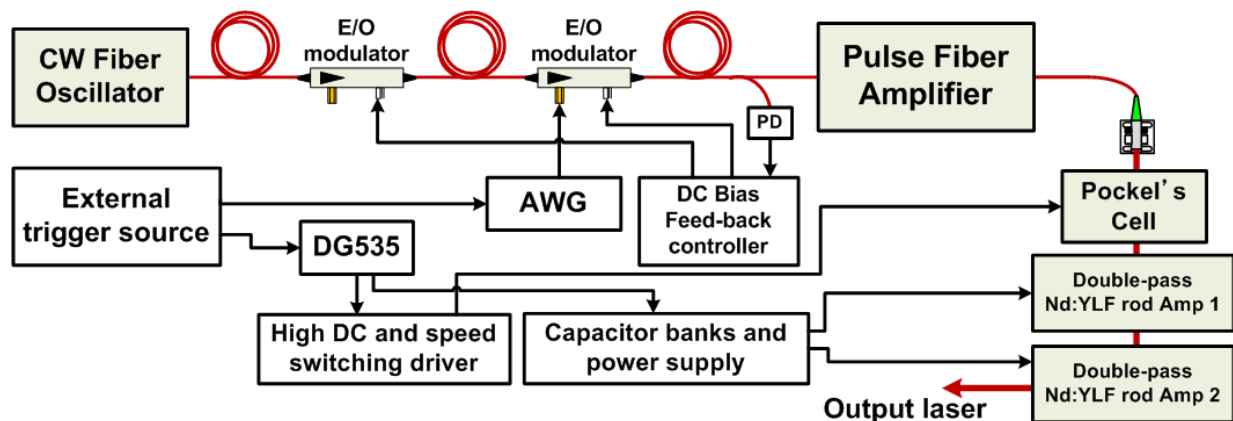 CW Fiber
Oscillator
E/O
modulator
E/O
modulator
Pulse Fiber
Amplifier
PD
External
trigger source
AWG
DC Bias
Feed-back
controller
Pockel's
Cell
DG535
Double-pass
Nd:YLF rod Amp 1
High DC and speed
switching driver
Capacitor banks and
power supply
Double-pass
Nd:YLF rod Amp 2
Output laser